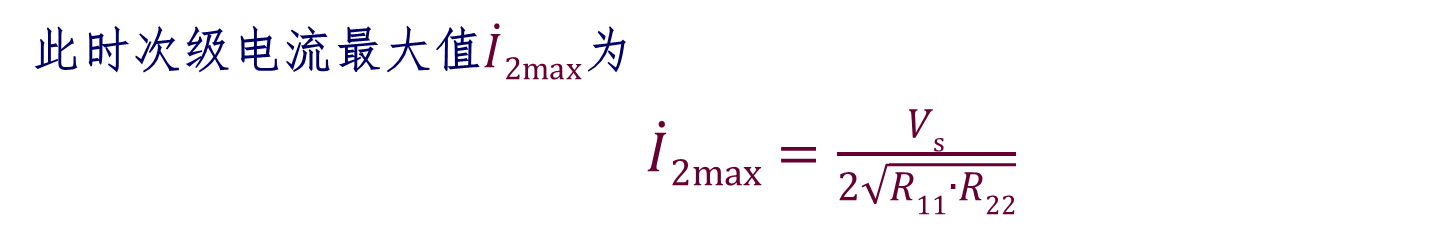 此时次级电流最大值İ₂ₘₐₓ为
İ₂ₘₐₓ = Vₛ / (2√(R₁₁·R₂₂))